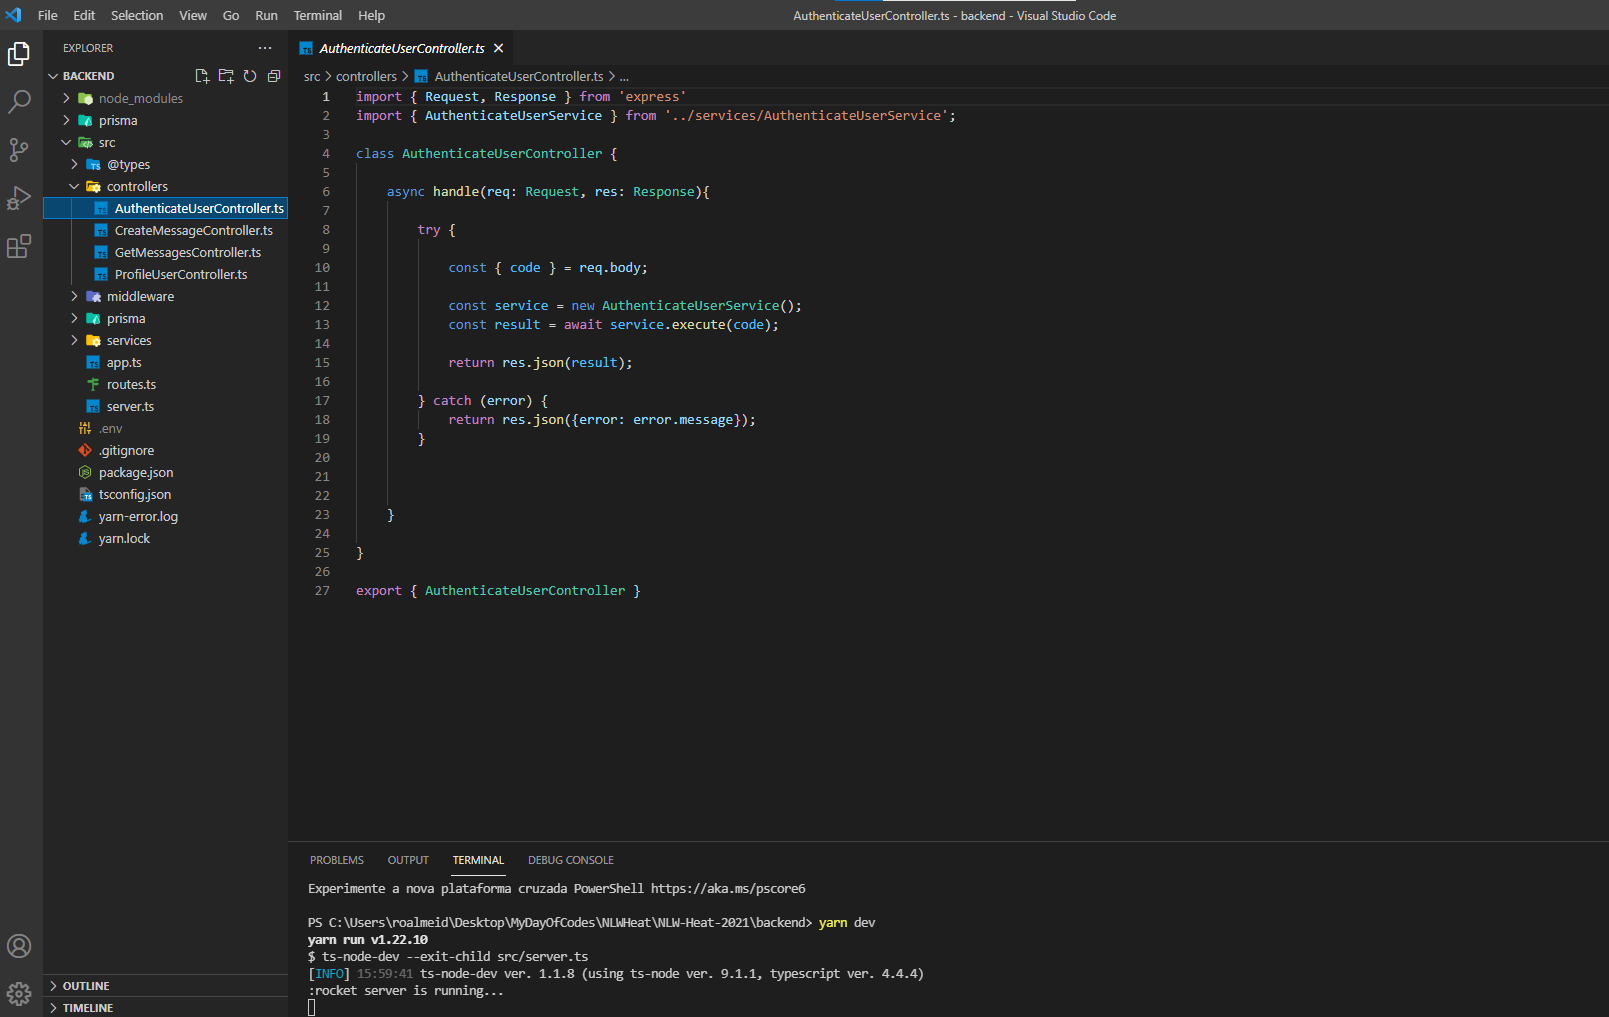 File Edit Selection View Go Run Terminal Help
AuthenticateUserController.ts - backend - Visual Studio Code
EXPLORER
BACKEND
node_modules
prisma
src
@types
controllers
AuthenticateUserController.ts
CreateMessageController.ts
GetMessagesController.ts
ProfileUserController.ts
middleware
prisma
services
app.ts
routes.ts
server.ts
.env
.gitignore
package.json
tsconfig.json
yarn-error.log
yarn.lock
OUTLINE
TIMELINE
AuthenticateUserController.ts
src > controllers > AuthenticateUserController.ts > ...
1 import { Request, Response } from 'express'
2 import { AuthenticateUserService } from '../services/AuthenticateUserService';
3
4 class AuthenticateUserController {
5
6 async handle(req: Request, res: Response){
7
8 try {
9
10 const { code } = req.body;
11
12 const service = new AuthenticateUserService();
13 const result = await service.execute(code);
14
15 return res.json(result);
16
17 } catch (error) {
18 return res.json({error: error.message});
19 }
20
21
22
23 }
24
25 }
26
27 export { AuthenticateUserController }
PROBLEMS OUTPUT TERMINAL DEBUG CONSOLE
Experimente a nova plataforma cruzada PowerShell https://aka.ms/pscore6
PS C:\Users\roalmeid\Desktop\MyDayOfCodes\NLWHeat\NLW-Heat-2021\backend> yarn dev
yarn run v1.22.10
$ ts-node-dev --exit-child src/server.ts
[INFO] 15:59:41 ts-node-dev ver. 1.1.8 (using ts-node ver. 9.1.1, typescript ver. 4.4.4)
:rocket server is running...